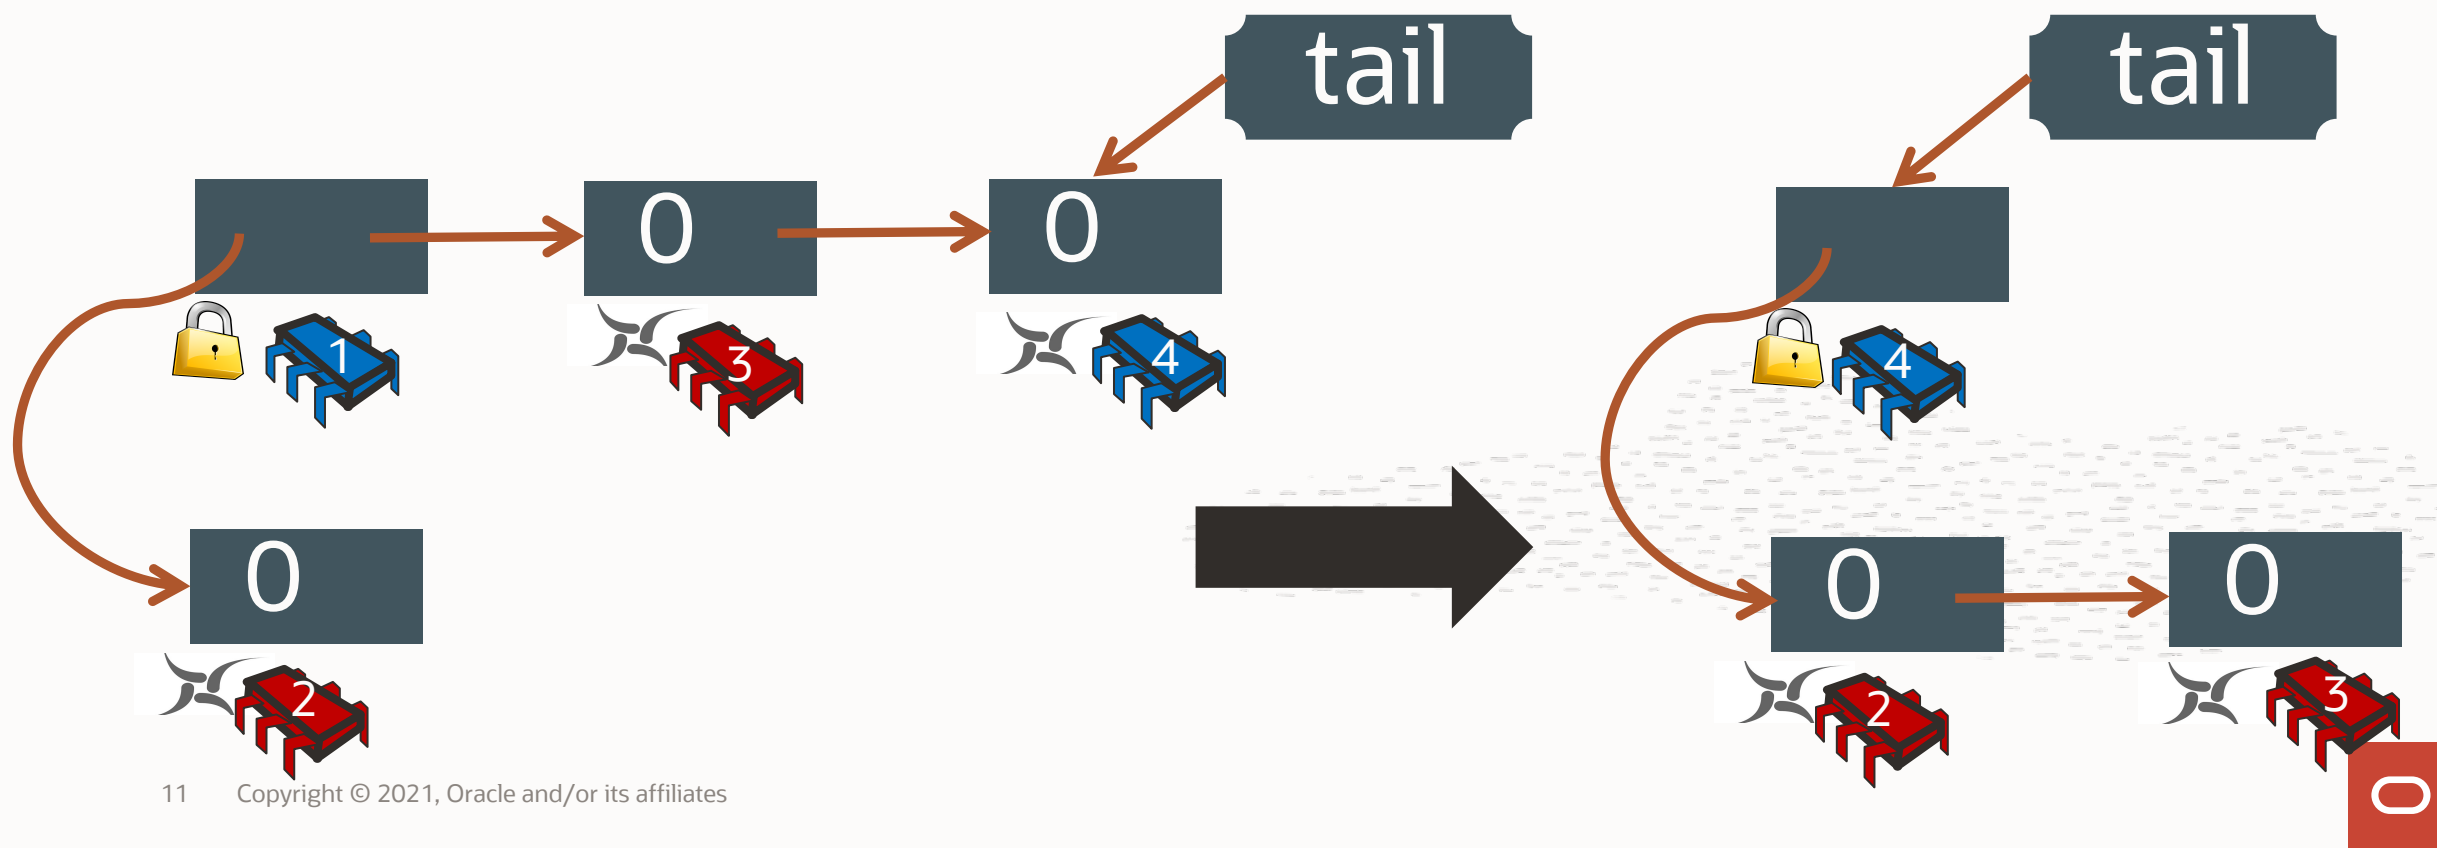 tail tail
0 0
1 3 4 4
0 0 0
2 2 3
11 Copyright © 2021, Oracle and/or its affiliates